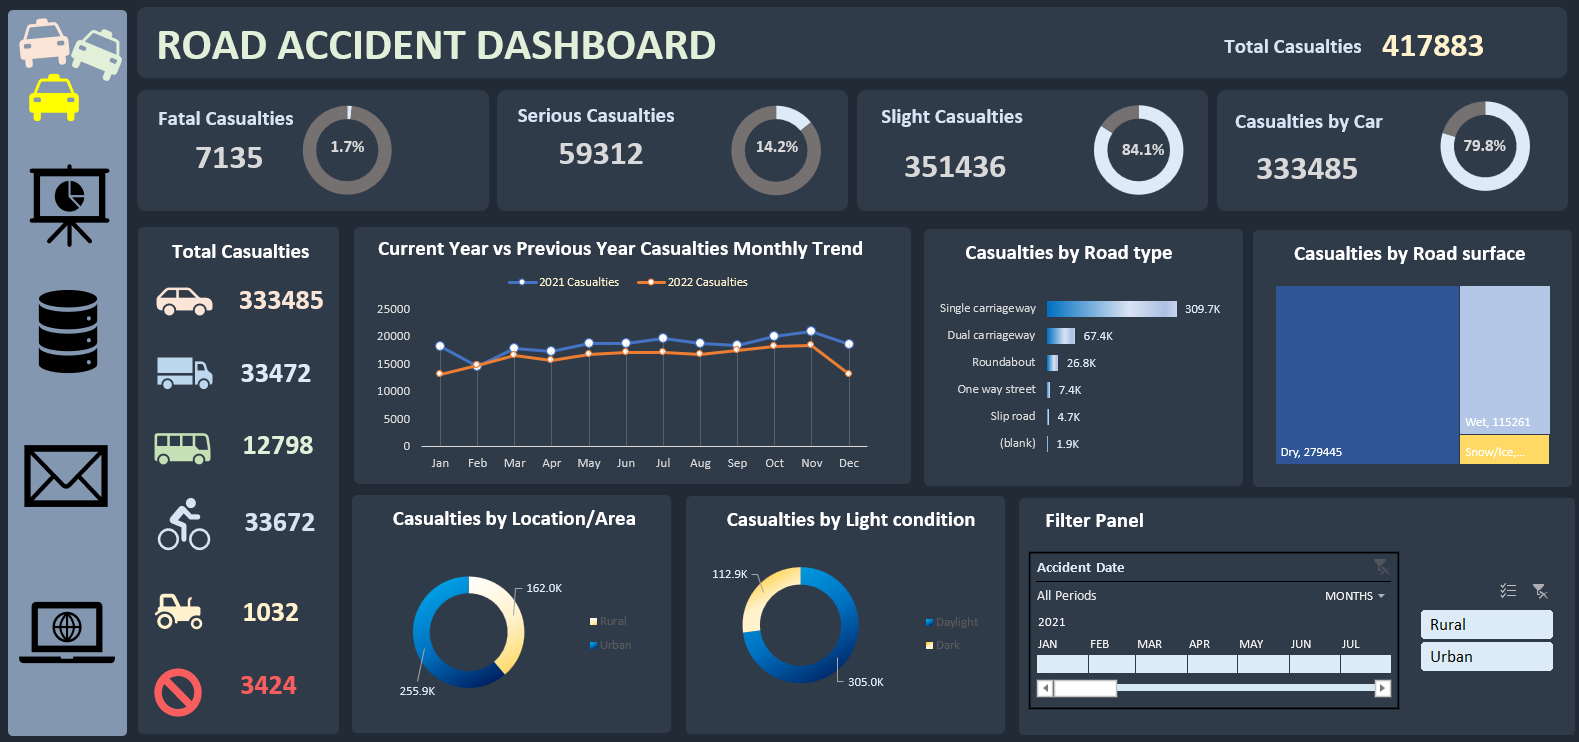 ROAD ACCIDENT DASHBOARD
Total Casualties 417883
Fatal Casualties
7135
1.7%
Serious Casualties
59312
14.2%
Slight Casualties
351436
84.1%
Casualties by Car
333485
79.8%
Total Casualties
333485
33472
12798
33672
1032
3424
Current Year vs Previous Year Casualties Monthly Trend
2021 Casualties 2022 Casualties
25000
20000
15000
10000
5000
0
Jan Feb Mar Apr May Jun Jul Aug Sep Oct Nov Dec
Casualties by Road type
Single carriageway 309.7K
Dual carriageway 67.4K
Roundabout 26.8K
One way street 7.4K
Slip road 4.7K
(blank) 1.9K
Casualties by Road surface
Dry, 279445
Wet, 115261
Snow/Ice,...
Casualties by Location/Area
162.0K
255.9K
Rural
Urban
Casualties by Light condition
112.9K
305.0K
Daylight
Dark
Filter Panel
Accident Date
All Periods MONTHS
2021
JAN FEB MAR APR MAY JUN JUL
Rural
Urban